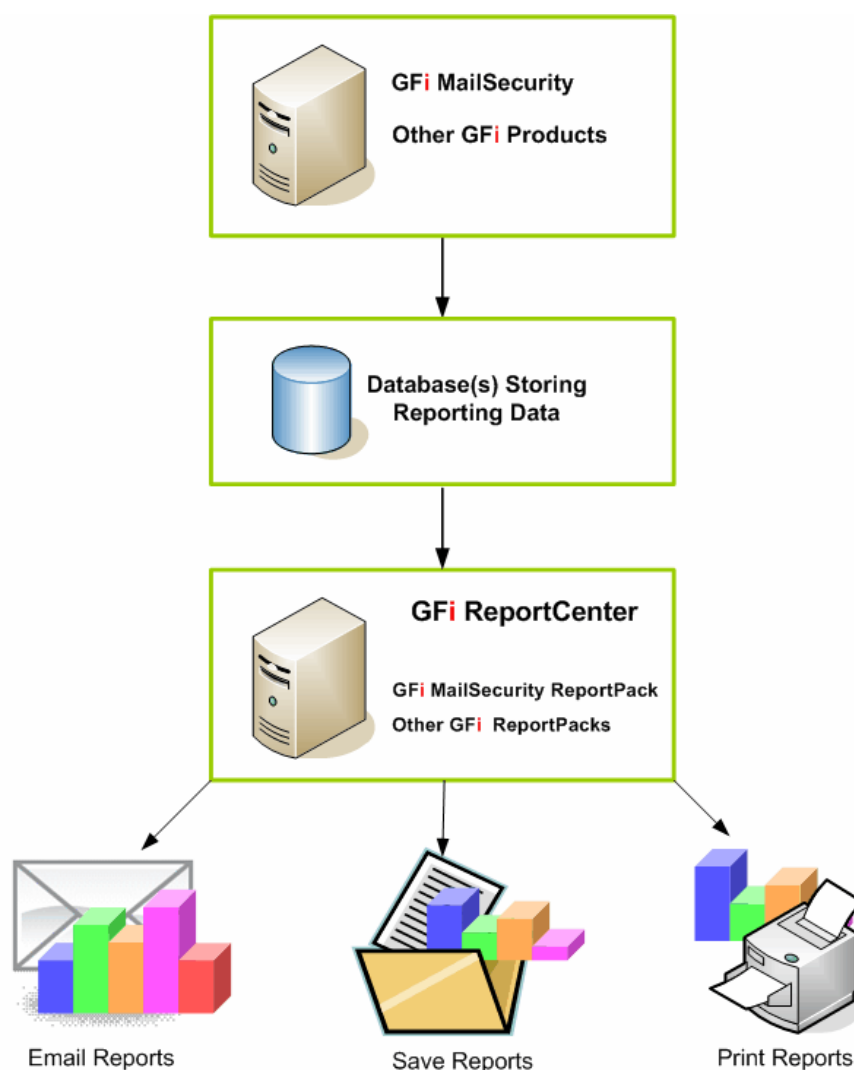 GFi MailSecurity
Other GFi Products
Database(s) Storing
Reporting Data
GFi ReportCenter
GFi MailSecurity ReportPack
Other GFi ReportPacks
Email Reports
Save Reports
Print Reports